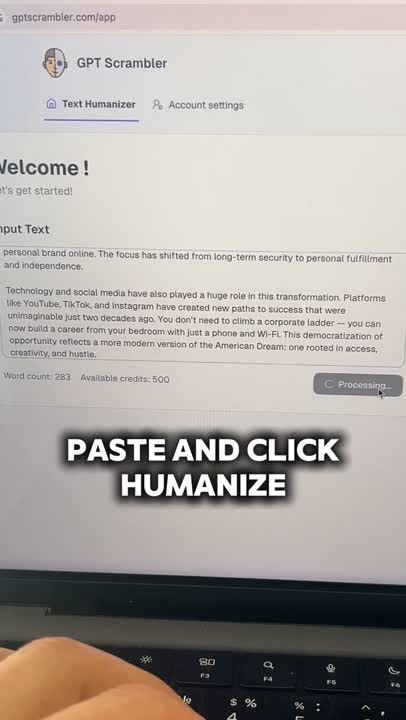 gptscrambler.com/app
GPT Scrambler
Text Humanizer Account settings
Welcome !
et's get started!
nput Text
personal brand online. The focus has shifted from long-term security to personal fulfillment
and independence.
Technology and social media have also played a huge role in this transformation. Platforms
like YouTube, TikTok, and Instagram have created new paths to success that were
unimaginable just two decades ago. You don't need to climb a corporate ladder — you can
now build a career from your bedroom with just a phone and Wi-Fi. This democratization of
opportunity reflects a more modern version of the American Dream: one rooted in access,
creativity, and hustle.
Word count: 283 Available credits: 500
Processing...
PASTE AND CLICK
HUMANIZE
F3 F4 F5 F6
$ % % :
4 5